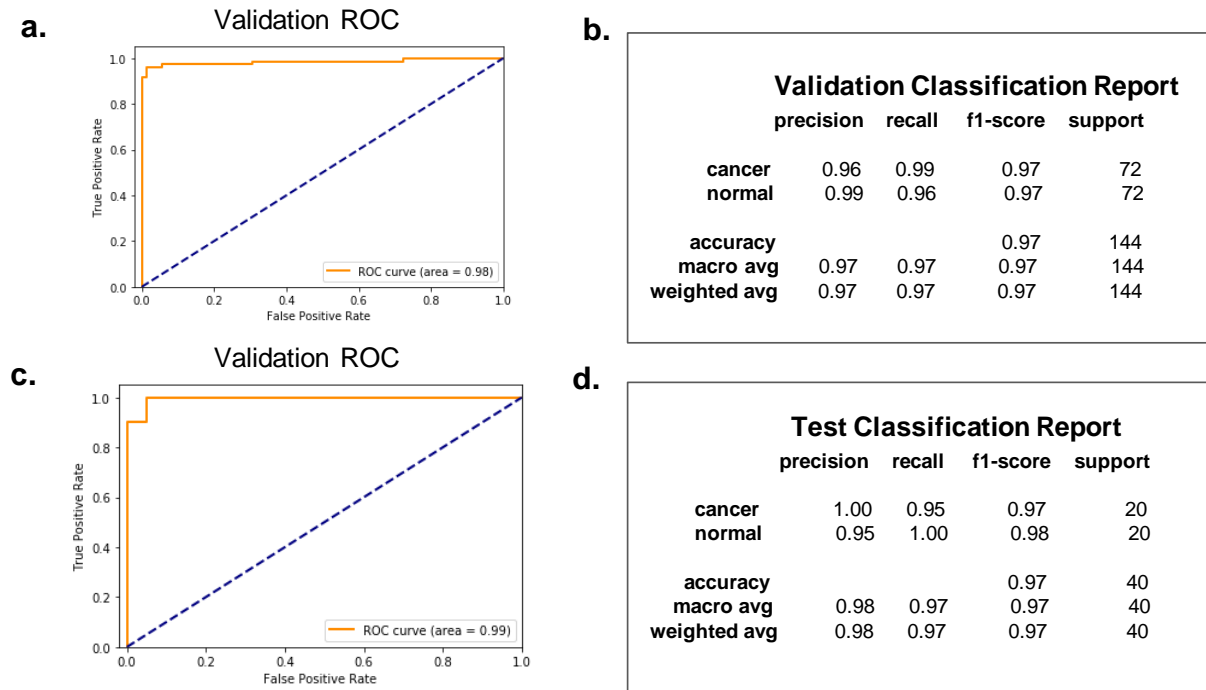 a.
Validation ROC
1.0
0.8
0.6
0.4
0.2
0.0
True Positive Rate
ROC curve (area = 0.98)
0.0 0.2 0.4 0.6 0.8 1.0
False Positive Rate
b.
Validation Classification Report
precision recall f1-score support
cancer 0.96 0.99 0.97 72
normal 0.99 0.96 0.97 72
accuracy 0.97 144
macro avg 0.97 0.97 0.97 144
weighted avg 0.97 0.97 0.97 144
c.
Validation ROC
1.0
0.8
0.6
0.4
0.2
0.0
True Positive Rate
ROC curve (area = 0.99)
0.0 0.2 0.4 0.6 0.8 1.0
False Positive Rate
d.
Test Classification Report
precision recall f1-score support
cancer 1.00 0.95 0.97 20
normal 0.95 1.00 0.98 20
accuracy 0.97 40
macro avg 0.98 0.97 0.97 40
weighted avg 0.98 0.97 0.97 40